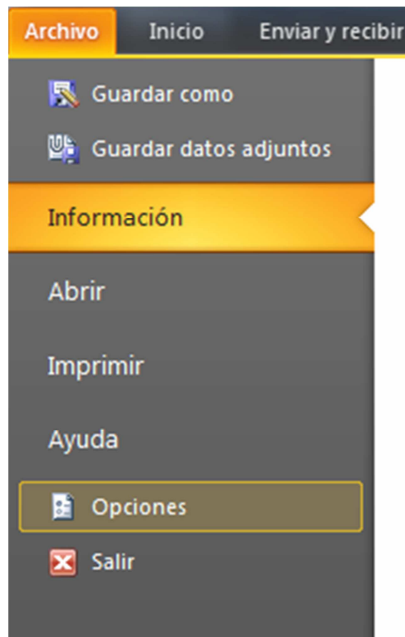 Archivo Inicio Enviar y recibir
Guardar como
Guardar datos adjuntos
Información
Abrir
Imprimir
Ayuda
Opciones
Salir